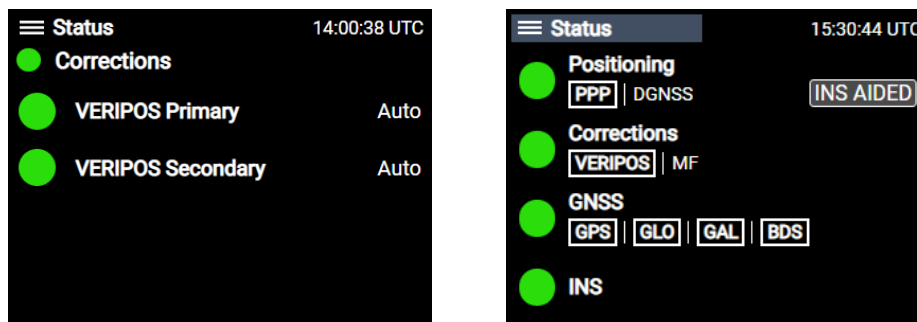 Status 14:00:38 UTC
Corrections
VERIPOS Primary Auto
VERIPOS Secondary Auto
Status 15:30:44 UTC
Positioning
PPP | DGNSS INS AIDED
Corrections
VERIPOS | MF
GNSS
GPS | GLO | GAL | BDS
INS